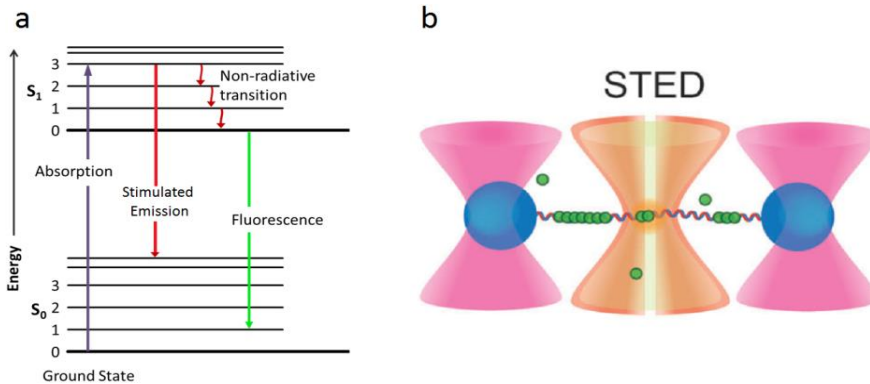 a
b
Energy
S1
3
2
1
0
Non-radiative
transition
Absorption
Stimulated
Emission
Fluorescence
S0
3
2
1
0
Ground State
STED